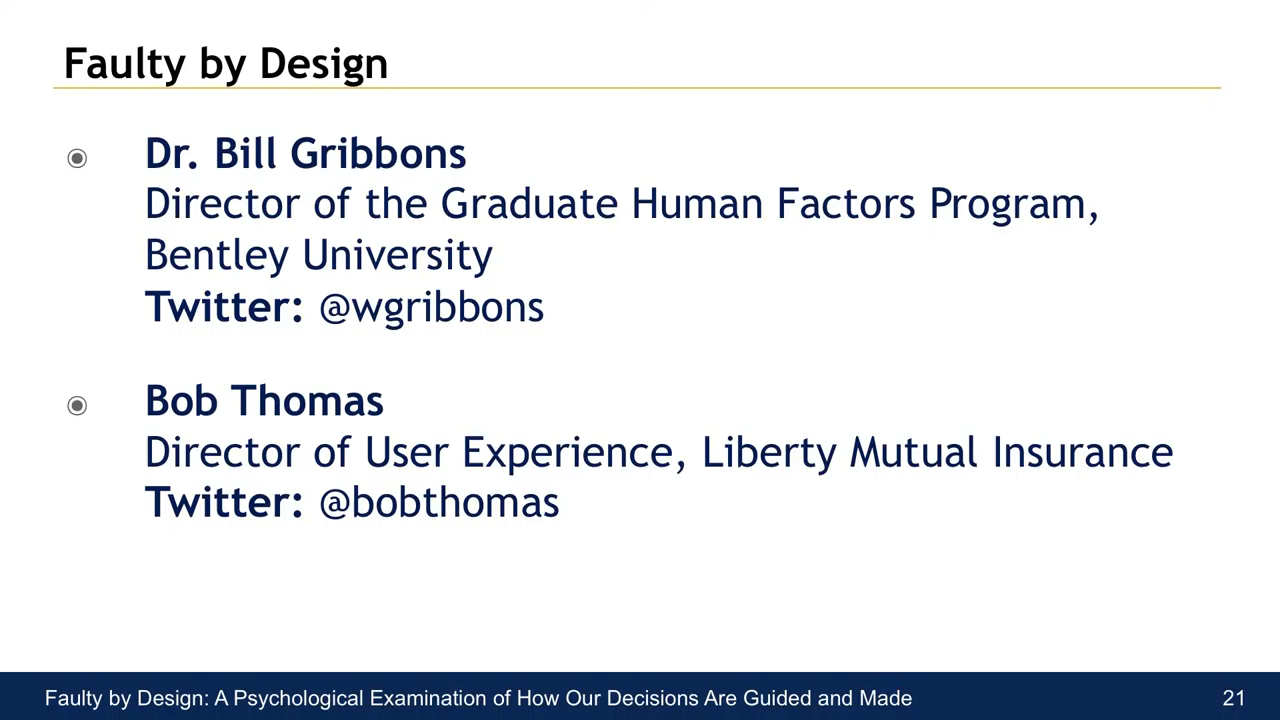 Faulty by Design
Dr. Bill Gribbons
Director of the Graduate Human Factors Program,
Bentley University
Twitter: @wgribbons
Bob Thomas
Director of User Experience, Liberty Mutual Insurance
Twitter: @bobthomas
Faulty by Design: A Psychological Examination of How Our Decisions Are Guided and Made 21